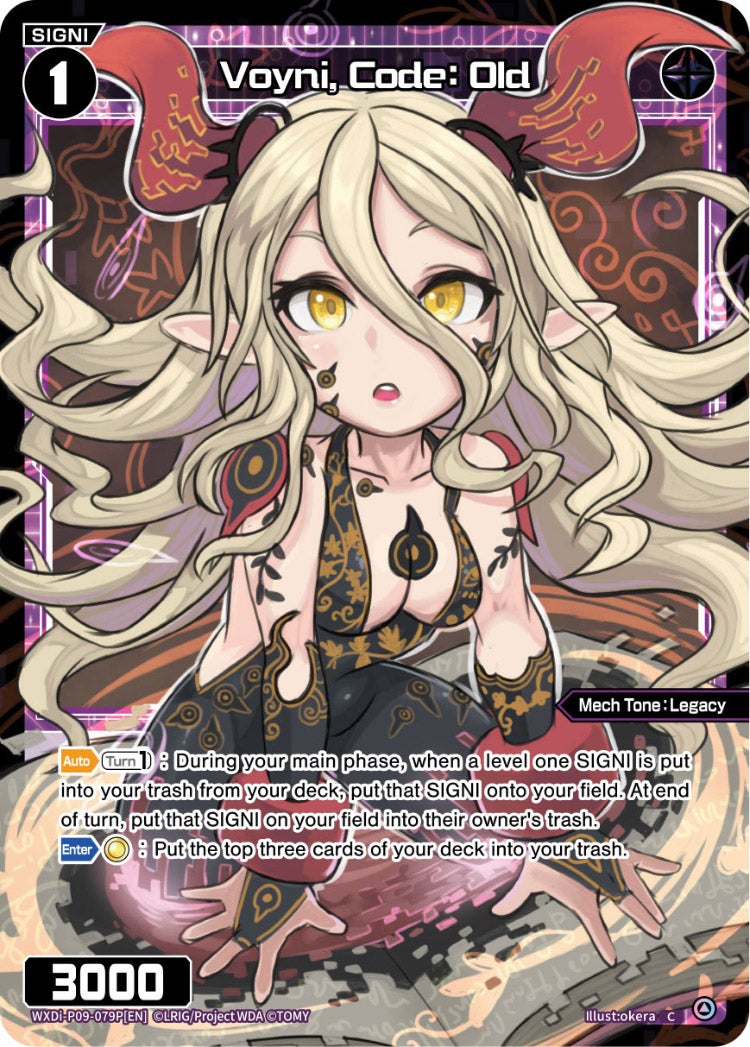 SIGNI
1
Voyni, Code: Old
Mech Tone:Legacy
Auto Turn 1 : During your main phase, when a level one SIGNI is put
into your trash from your deck, put that SIGNI onto your field. At end
of turn, put that SIGNI on your field into their owner's trash.
Enter : Put the top three cards of your deck into your trash.
3000
WXDi-P09-079P[EN] ©LRIG/Project WDA ©TOMY
Illust:okera C